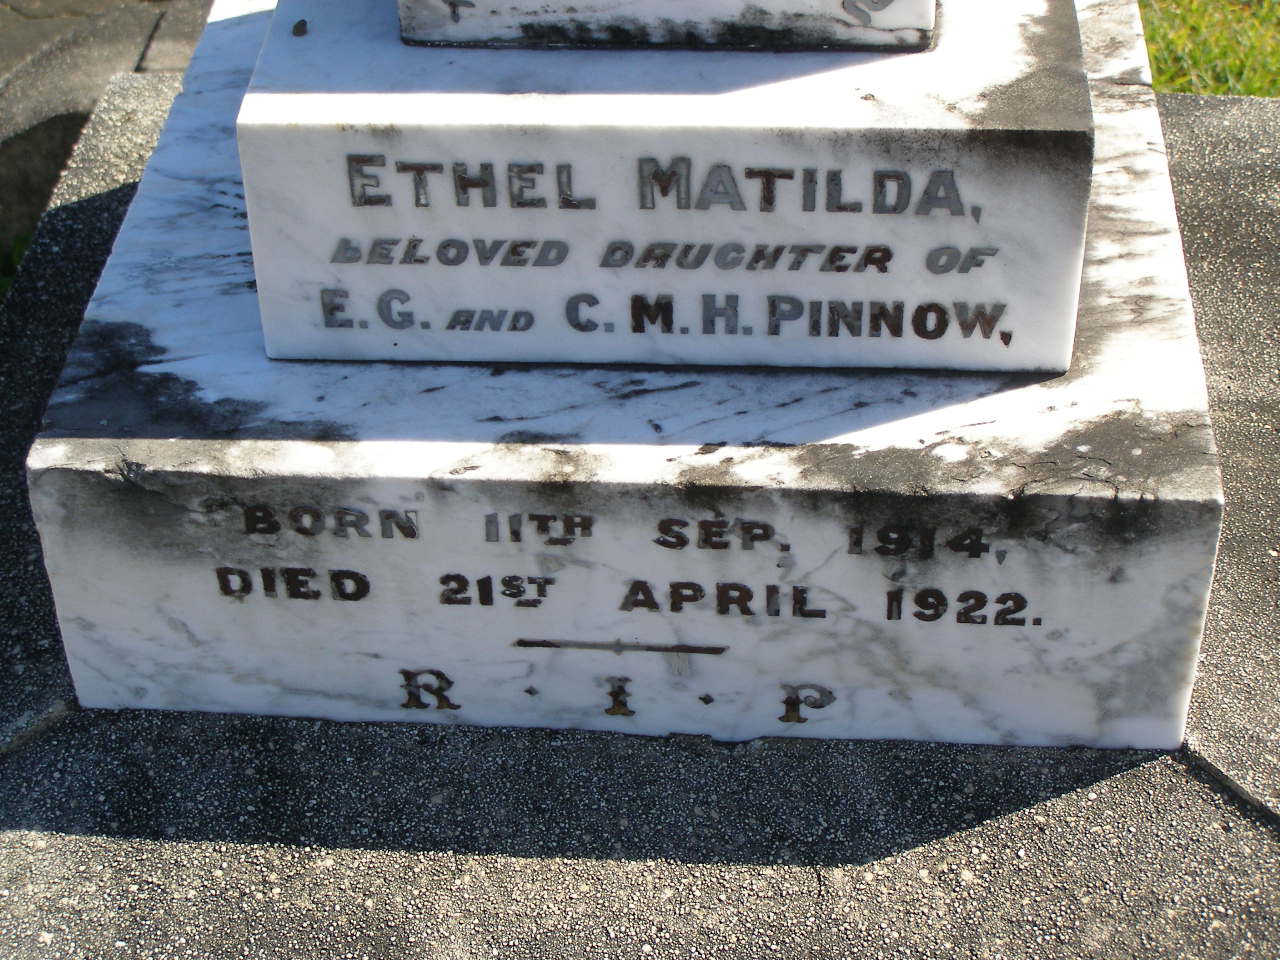 ETHEL MATILDA,
BELOVED DAUGHTER OF
E.G. AND C.M.H. PINNOW,
BORN 11TH SEP. 1914,
DIED 21ST APRIL 1922.
R · I · P